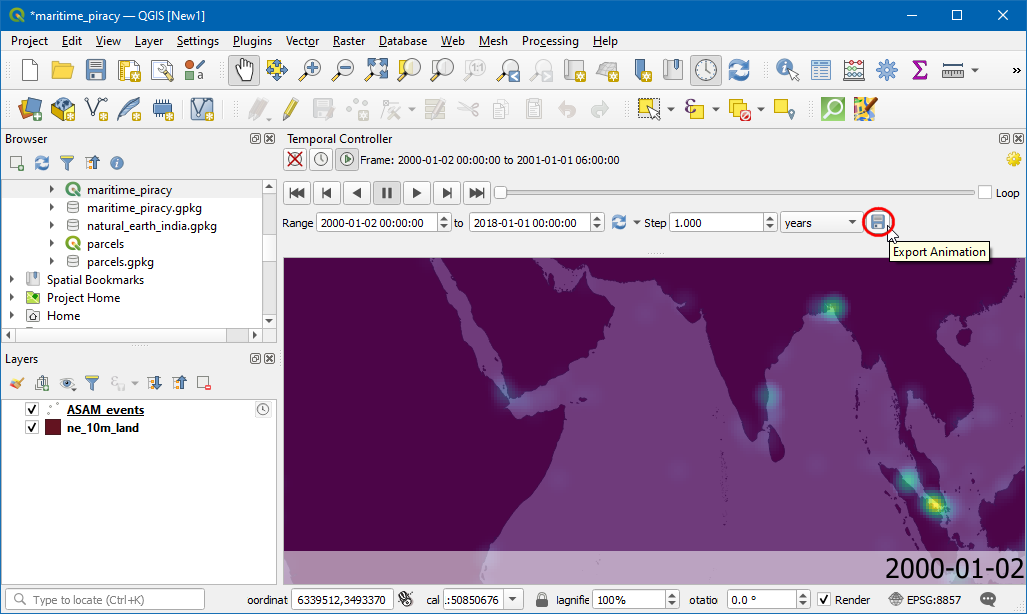 *maritime_piracy — QGIS [New1]
Project Edit View Layer Settings Plugins Vector Raster Database Web Mesh Processing Help
1:1
»
Browser
maritime_piracy
maritime_piracy.gpkg
natural_earth_india.gpkg
parcels
parcels.gpkg
Spatial Bookmarks
Project Home
Home
Layers
ASAM_events
ne_10m_land
Temporal Controller
Frame: 2000-01-02 00:00:00 to 2001-01-01 06:00:00
Loop
Range 2000-01-02 00:00:00 to 2018-01-01 00:00:00 Step 1.000 years
Export Animation
2000-01-02
Type to locate (Ctrl+K) oordinat 6339512,3493370 cal .:50850676 lagnifie 100% otatio 0.0 ° Render EPSG:8857